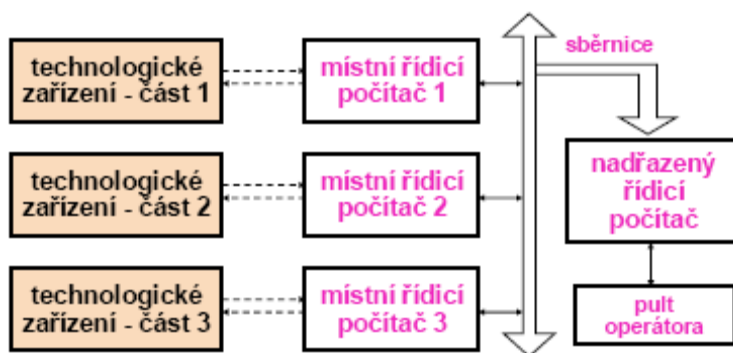 technologické
zařízení - část 1
místní řídicí
počítač 1
sběrnice
technologické
zařízení - část 2
místní řídicí
počítač 2
nadřazený
řídicí
počítač
technologické
zařízení - část 3
místní řídicí
počítač 3
pult
operátora